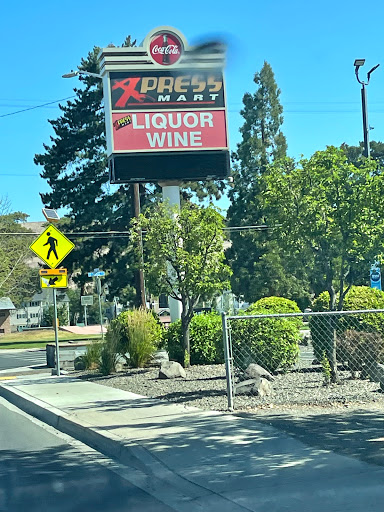 Coca-Cola
XPRESS
MART
LIQUOR
WINE